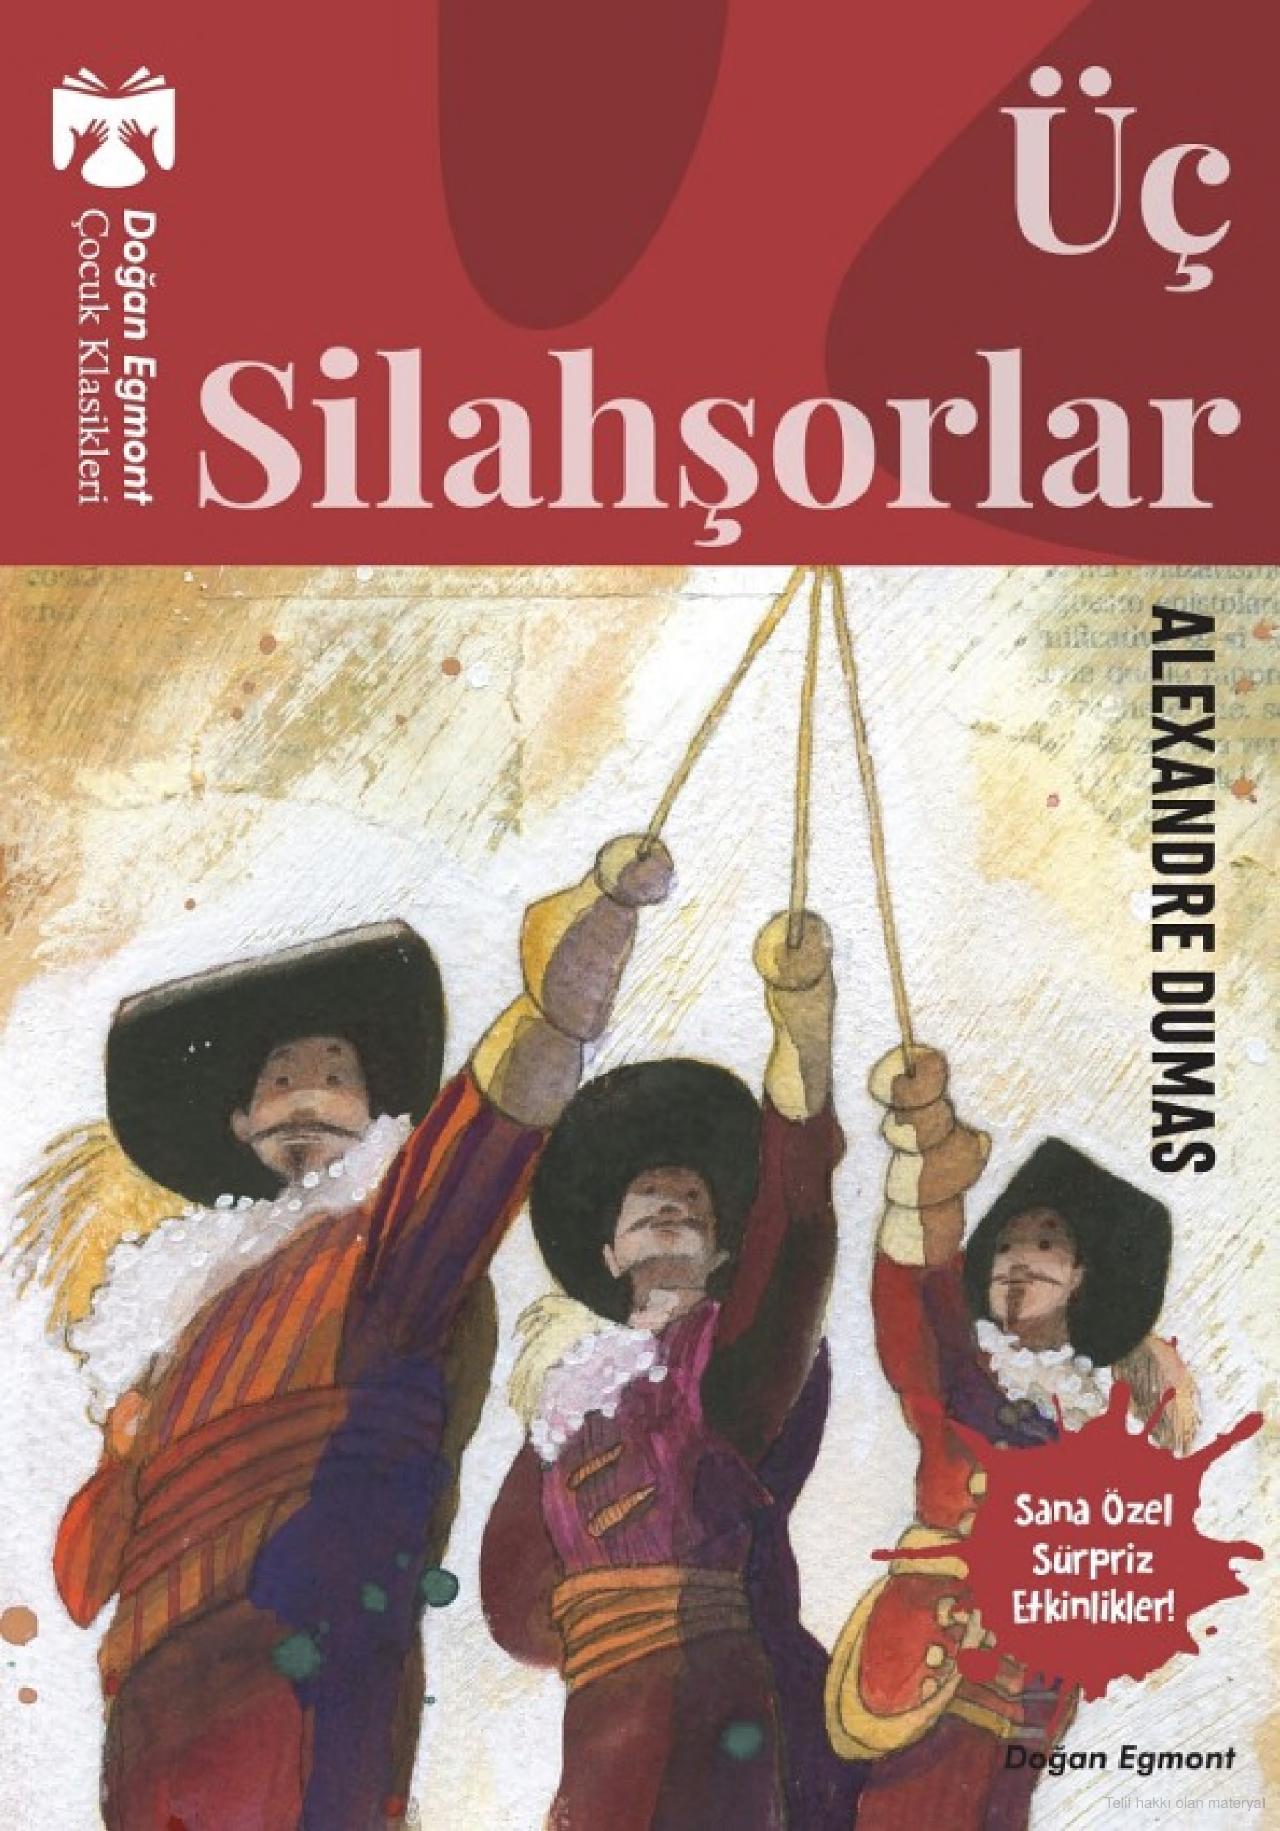 Üç
Silahşorlar
Doğan Egmont
Çocuk Klasikleri
ALEXANDRE DUMAS
Sana Özel
Sürpriz
Etkinlikler!
Doğan Egmont
Telif hakkı olan materyal